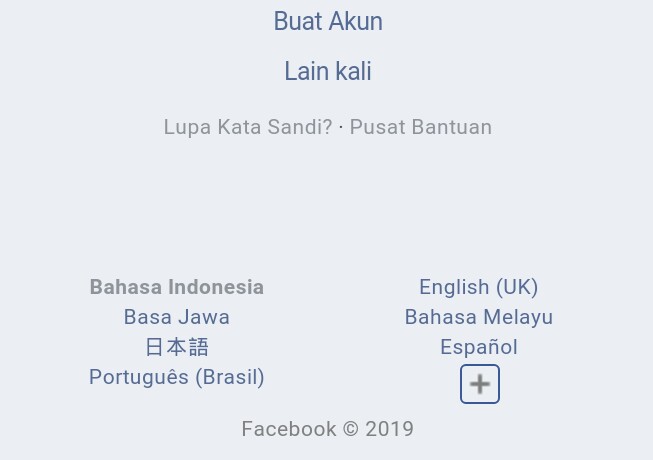 Buat Akun
Lain kali
Lupa Kata Sandi? · Pusat Bantuan
Bahasa Indonesia
English (UK)
Basa Jawa
Bahasa Melayu
日本語
Español
Português (Brasil)
Facebook © 2019